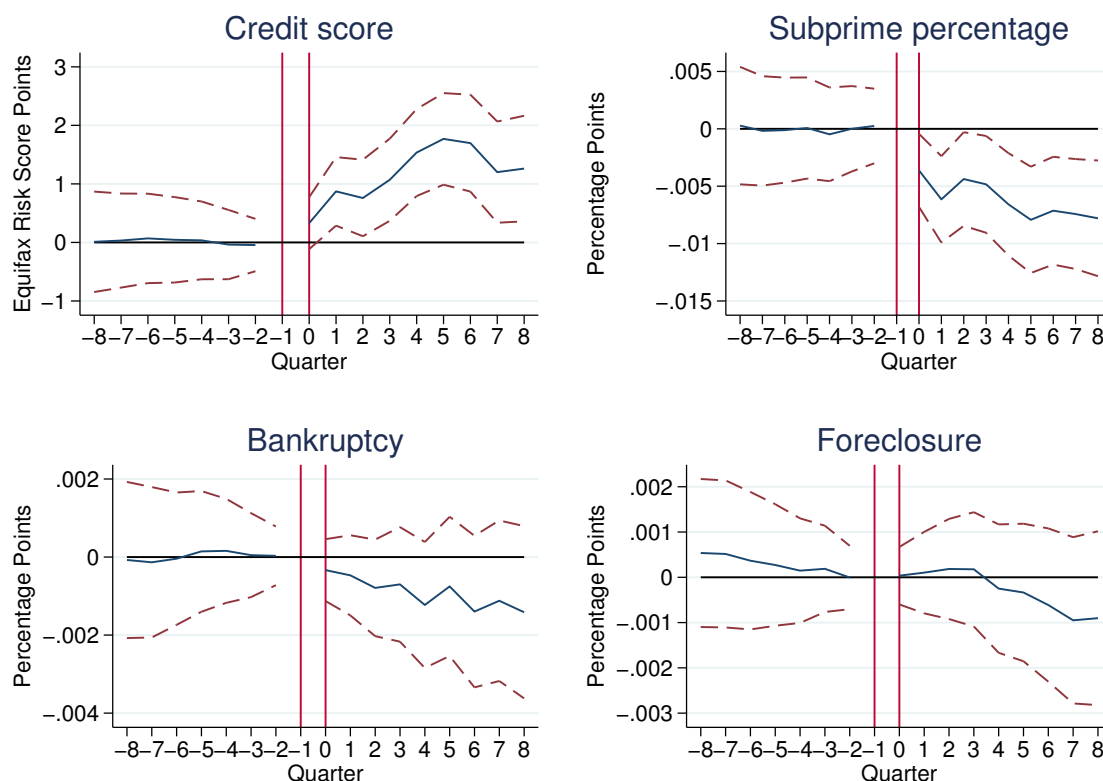 Credit score
Equifax Risk Score Points
3
2
1
0
−1
−8 −7 −6 −5 −4 −3 −2 −1 0 1 2 3 4 5 6 7 8
Quarter
Subprime percentage
Percentage Points
.005
0
−.005
−.01
−.015
−8 −7 −6 −5 −4 −3 −2 −1 0 1 2 3 4 5 6 7 8
Quarter
Bankruptcy
Percentage Points
.002
0
−.002
−.004
−8 −7 −6 −5 −4 −3 −2 −1 0 1 2 3 4 5 6 7 8
Quarter
Foreclosure
Percentage Points
.002
.001
0
−.001
−.002
−.003
−8 −7 −6 −5 −4 −3 −2 −1 0 1 2 3 4 5 6 7 8
Quarter